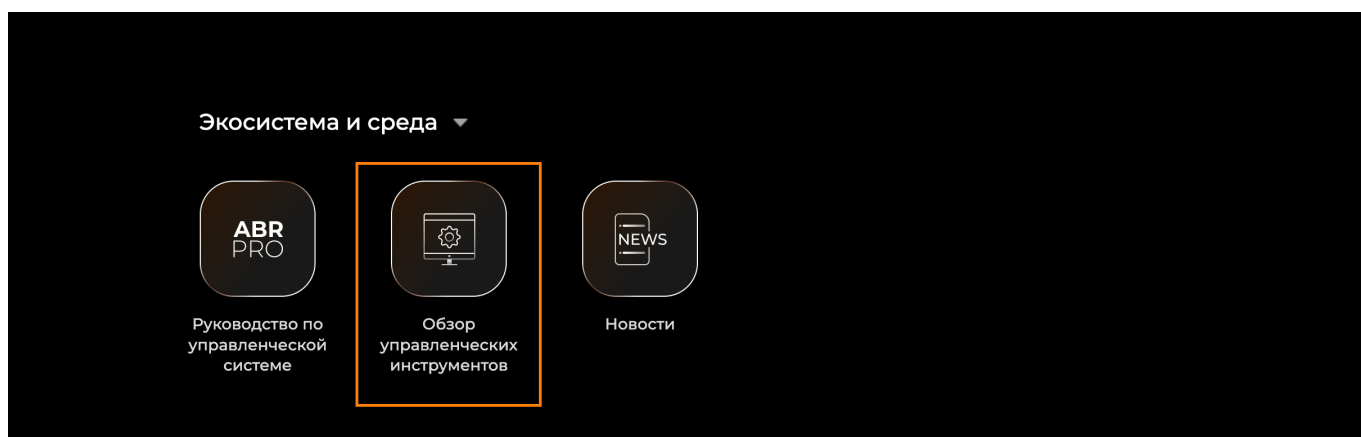 Экосистема и среда
ABR
PRO
Руководство по
управленческой
системе
Обзор
управленческих
инструментов
NEWS
Новости